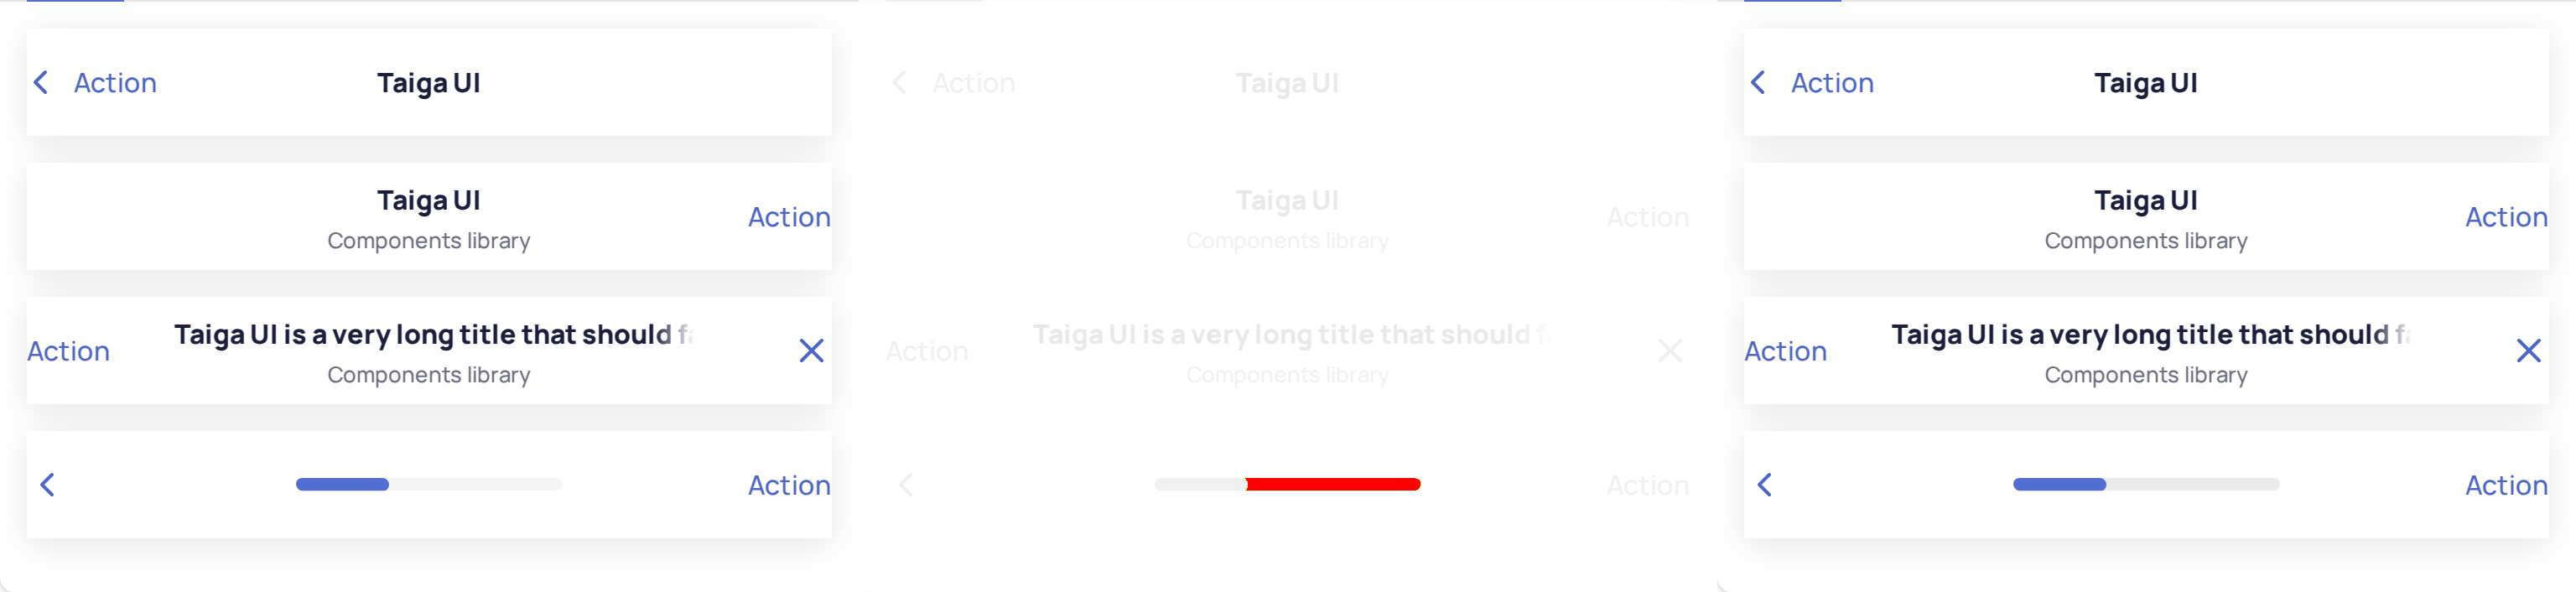 Action Taiga UI
Taiga UI
Action
Components library
Taiga UI is a very long title that should fa
Action
Components library
Action
Action Taiga UI
Taiga UI
Action
Components library
Taiga UI is a very long title that should f
Action
Components library
Action
Action Taiga UI
Taiga UI
Action
Components library
Taiga UI is a very long title that should fa
Action
Components library
Action